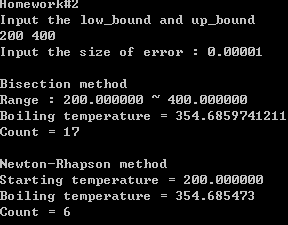 Homework#2
Input the low_bound and up_bound
200 400
Input the size of error : 0.00001
Bisection method
Range : 200.000000 ~ 400.000000
Boiling temperature = 354.6859741211
Count = 17
Newton-Rhapson method
Starting temperature = 200.000000
Boiling temperature = 354.685473
Count = 6